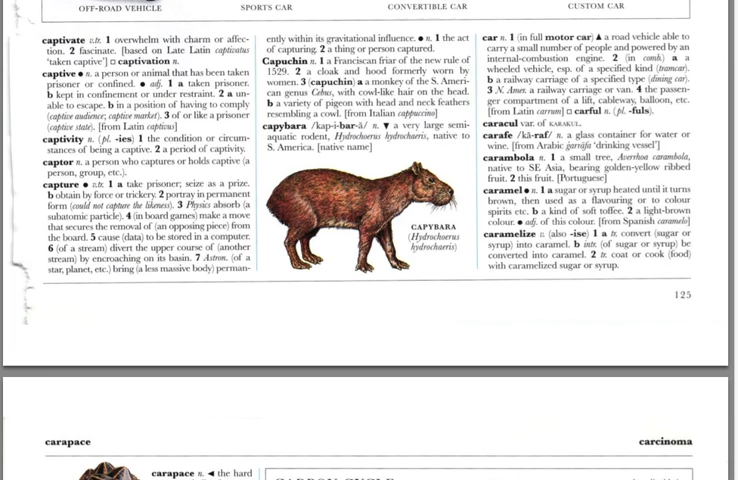 OFF-ROAD VEHICLE SPORTS CAR CONVERTIBLE CAR CUSTOM CAR
captivate v.tr. 1 overwhelm with charm or affec-
tion. 2 fascinate. [based on Late Latin captivatus
‘taken captive’] □ captivation n.
captive ● n. a person or animal that has been taken
prisoner or confined. ● adj. 1 a taken prisoner.
b kept in confinement or under restraint. 2 a un-
able to escape. b in position of having to comply
(captive audience; captive market). 3 of or like a prisoner
(captive state). [from Latin captivus]
captivity n. (pl. -ies) 1 the condition or circum-
stances of being a captive. 2 a period of captivity.
captor n. a person who captures or holds captive (a
person, group, etc.).
capture ● v.tr. 1 a take prisoner; seize as a prize.
b obtain by force or trickery. 2 portray in permanent
form (could not capture the likeness). 3 Physics absorb (a
subatomic particle). 4 (in board games) make a move
that secures the removal of (an opposing piece) from
the board. 5 cause (data) to be stored in a computer.
6 (of a stream) divert the upper course of (another
stream) by encroaching on its basin. 7 Astron. (of a
star, planet, etc.) bring (a less massive body) perman-
ently within its gravitational influence. ● n. 1 the act
of capturing. 2 a thing or person captured.
Capuchin n. 1 a Franciscan friar of the new rule of
1529. 2 a cloak and hood formerly worn by
women. 3 (capuchin) a a monkey of the S. Ameri-
can genus Cebus, with cowl-like hair on the head.
b a variety of pigeon with head and neck feathers
resembling a cowl. [from Italian cappuccino]
capybara /kap-i-bar-ă/ n. ▼ a very large semi-
aquatic rodent, Hydrochoerus hydrochaeris, native to
S. America. [native name]
CAPYBARA
(Hydrochoerus
hydrochaeris)
car n. 1 (in full motor car) ▲ a road vehicle able to
carry a small number of people and powered by an
internal-combustion engine. 2 (in comb.) a a
wheeled vehicle, esp. of a specified kind (tramcar).
b a railway carriage of a specified type (dining car).
3 N. Amer. a railway carriage or van. 4 the passen-
ger compartment of a lift, cableway, balloon, etc.
[from Latin carrum] □ carful n. (pl. -fuls).
caracul var. of KARAKUL.
carafe /kă-raf/ n. a glass container for water or
wine. [from Arabic ġarrāfa ‘drinking vessel’]
carambola n. 1 a small tree, Averrhoa carambola,
native to SE Asia, bearing golden-yellow ribbed
fruit. 2 this fruit. [Portuguese]
caramel ● n. 1 a sugar or syrup heated until it turns
brown, then used as a flavouring or to colour
spirits etc. b a kind of soft toffee. 2 a light-brown
colour. ● adj. of this colour. [from Spanish caramelo]
caramelize v. (also -ise) 1 a tr. convert (sugar or
syrup) into caramel. b intr. (of sugar or syrup) be
converted into caramel. 2 tr. coat or cook (food)
with caramelized sugar or syrup.
125
carapace carcinoma
carapace n. ◄ the hard